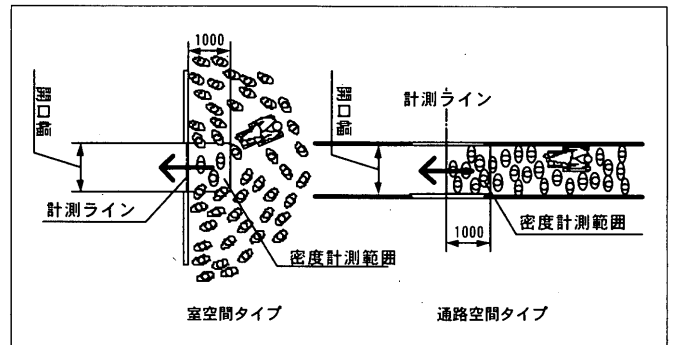 1000
開口幅
計測ライン
密度計測範囲
室空間タイプ
開口幅
計測ライン
1000
密度計測範囲
通路空間タイプ